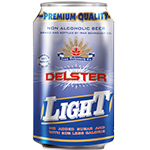 PREMIUM QUALITY
NON ALCOHOLIC BEER
DELSTER
LIGHT
NO ADDED SUGAR AND
WITH 50% LESS CALORIES